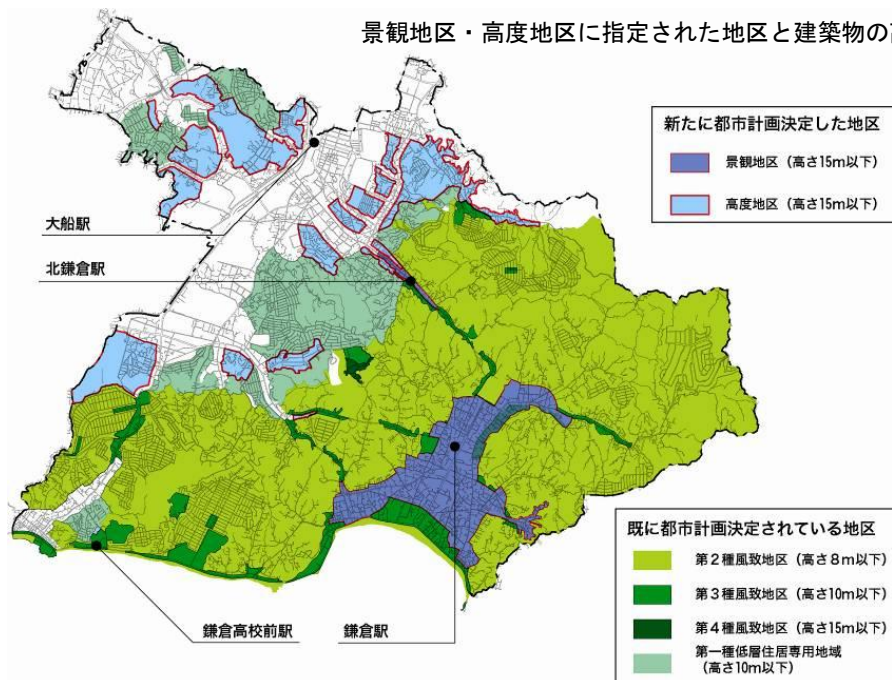 景観地区・高度地区に指定された地区と建築物の
新たに都市計画決定した地区
景観地区（高さ15m以下）
高度地区（高さ15m以下）
大船駅
北鎌倉駅
既に都市計画決定されている地区
第２種風致地区（高さ８m以下）
第３種風致地区（高さ10m以下）
第４種風致地区（高さ15m以下）
第一種低層住居専用地域
（高さ10m以下）
鎌倉高校前駅
鎌倉駅